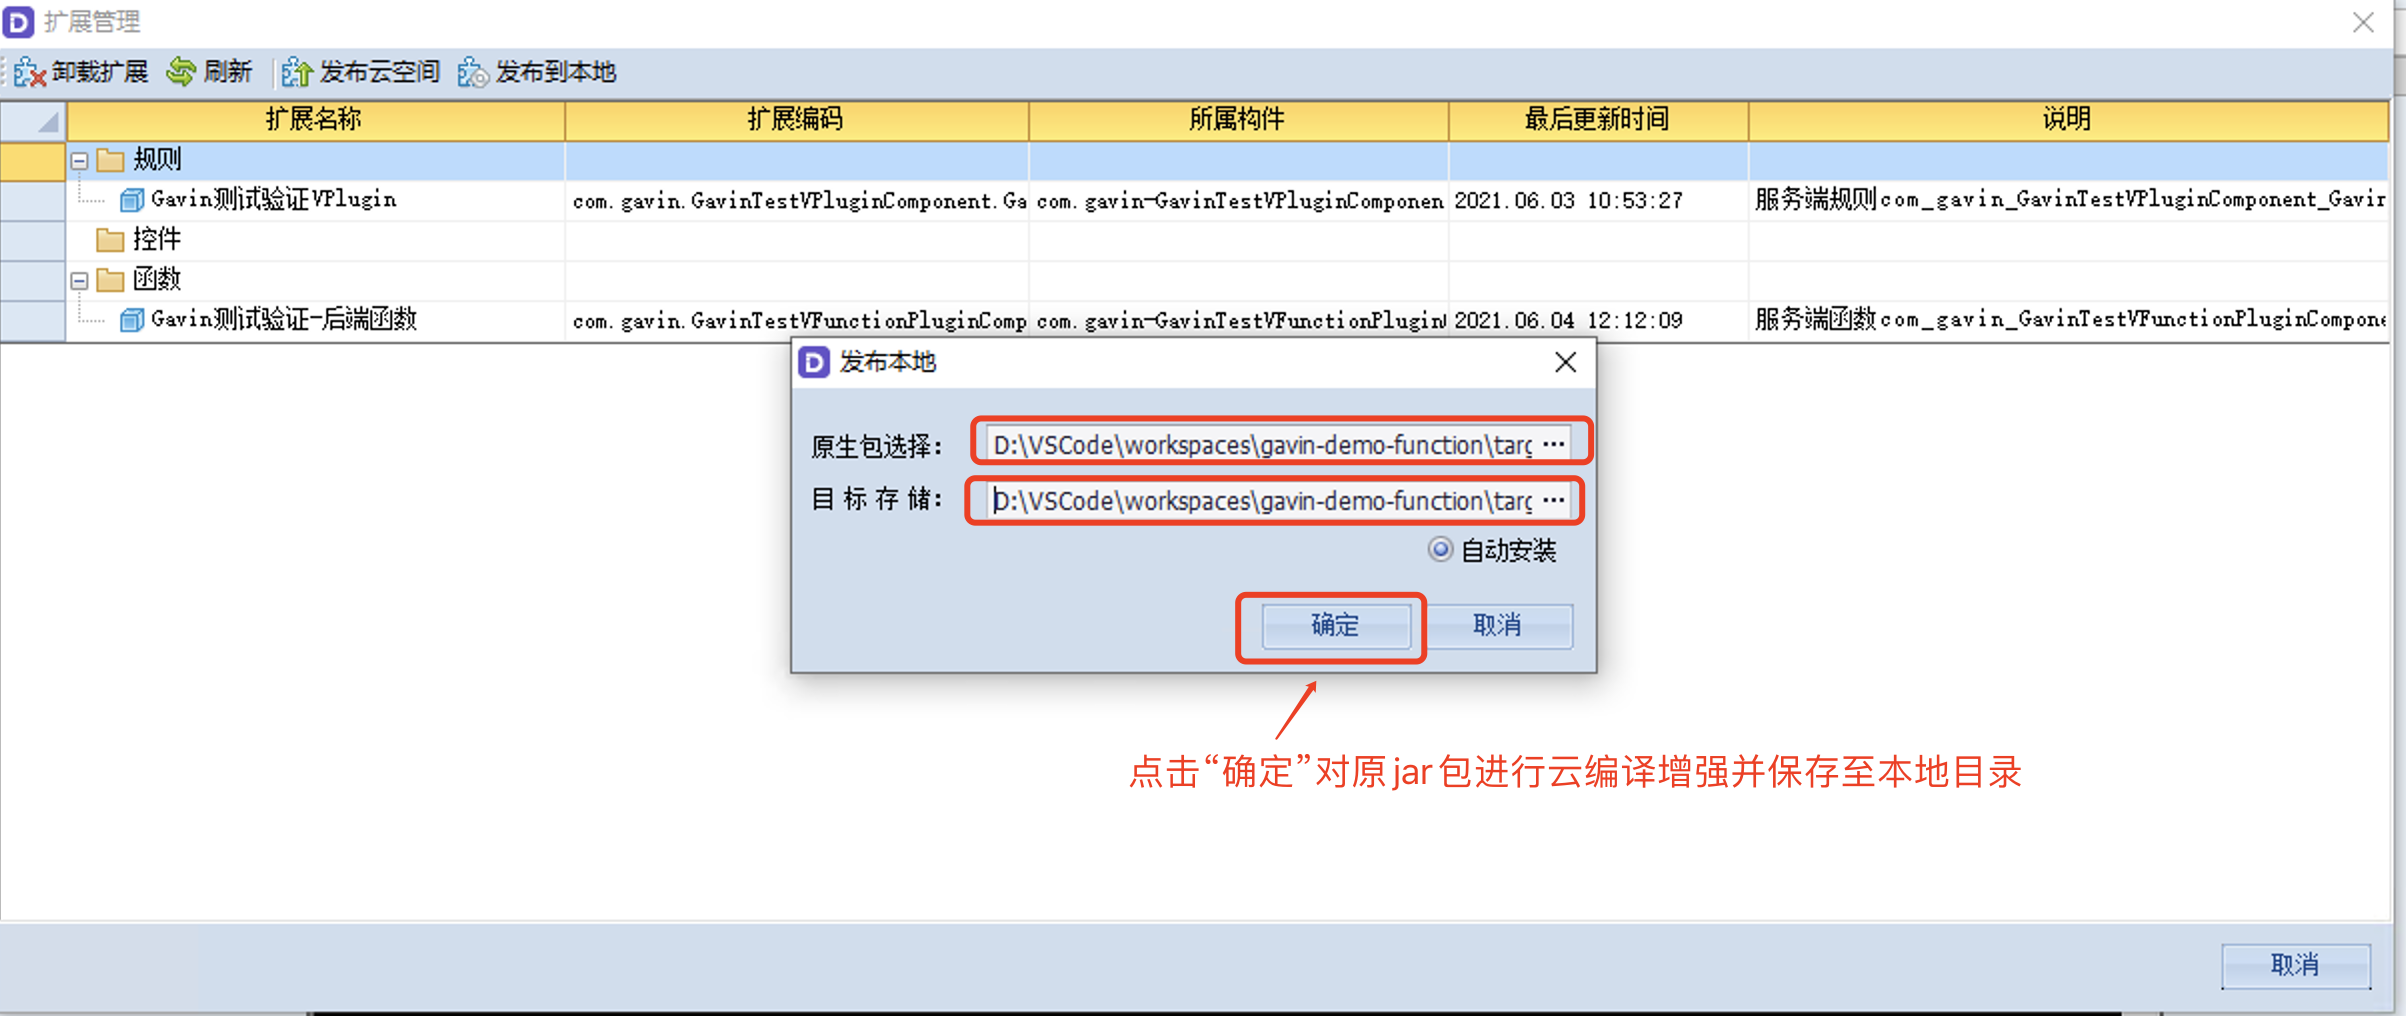 扩展管理
卸载扩展 刷新 发布云空间 发布到本地
扩展名称 扩展编码 所属构件 最后更新时间 说明
规则
Gavin测试验证VPlugin com.gavin.GavinTestVPluginComponent.Ga com.gavin-GavinTestVPluginComponen 2021.06.03 10:53:27 服务端规则com_gavin_GavinTestVPluginComponent_Gavin
控件
函数
Gavin测试验证-后端函数 com.gavin.GavinTestVFunctionPluginComp com.gavin-GavinTestVFunctionPlugin 2021.06.04 12:12:09 服务端函数com_gavin_GavinTestVFunctionPluginCompone
发布本地
原生包选择: D:\VSCode\workspaces\gavin-demo-function\targ ...
目标存储: D:\VSCode\workspaces\gavin-demo-function\targ ...
自动安装
确定 取消
点击“确定”对原jar包进行云编译增强并保存至本地目录
取消